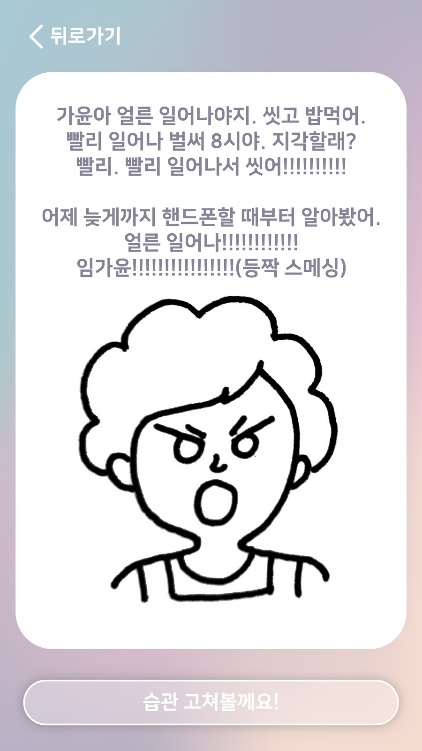 뒤로가기
가윤아 얼른 일어나야지. 씻고 밥먹어.
빨리 일어나 벌써 8시야. 지각할래?
빨리. 빨리 일어나서 씻어!!!!!!!!!!
어제 늦게까지 핸드폰할 때부터 알아봤어.
얼른 일어나!!!!!!!!!!!!
임가윤!!!!!!!!!!!!!!!!(등짝 스메싱)
습관 고쳐볼께요!